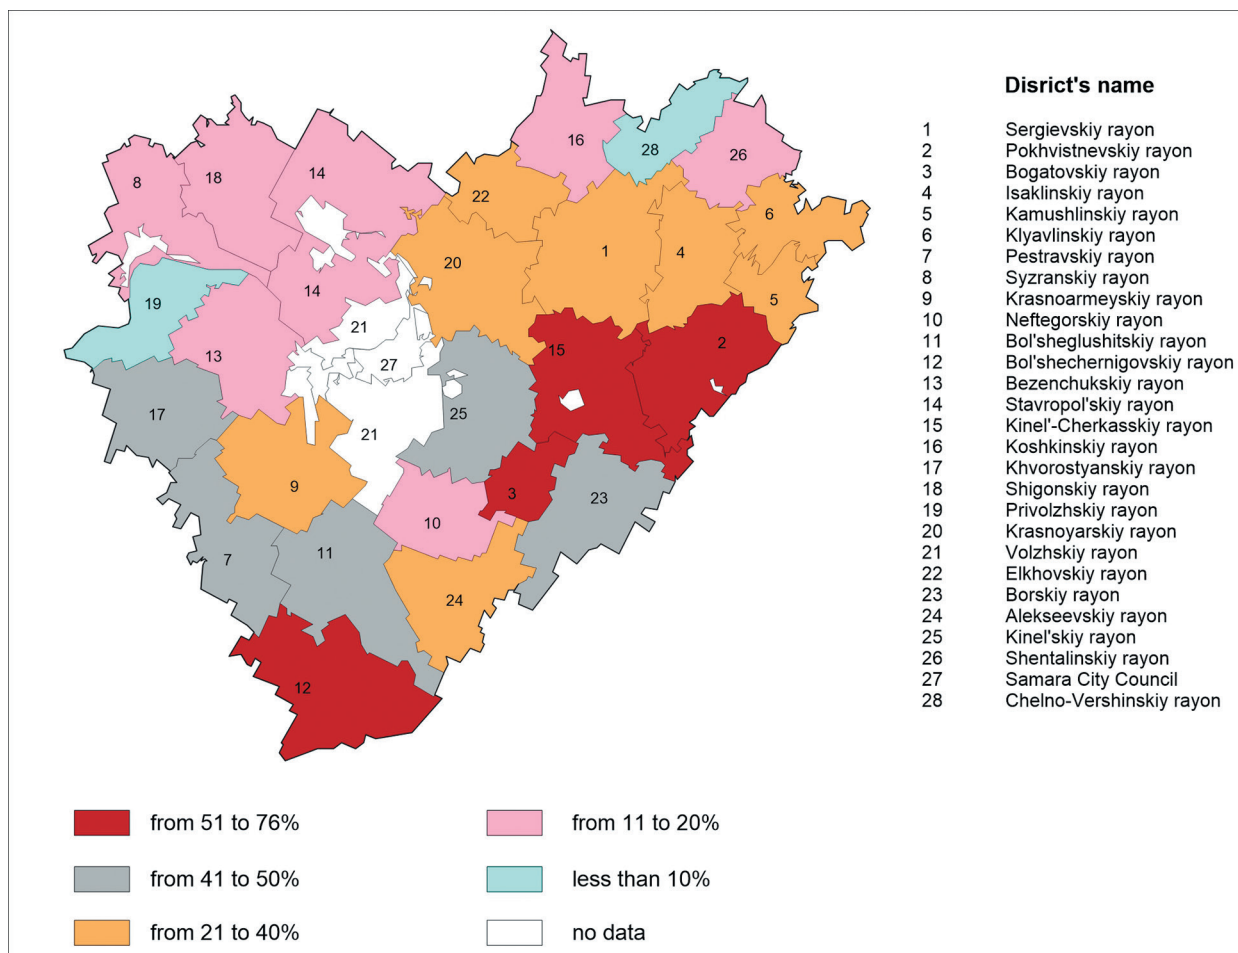 Disrict's name
1 Sergievskiy rayon
2 Pokhvistnevskiy rayon
3 Bogatovskiy rayon
4 Isaklinskiy rayon
5 Kamushlinskiy rayon
6 Klyavlinskiy rayon
7 Pestravskiy rayon
8 Syzranskiy rayon
9 Krasnoarmeyskiy rayon
10 Neftegorskiy rayon
11 Bol'sheglushitskiy rayon
12 Bol'shechernigovskiy rayon
13 Bezenchukskiy rayon
14 Stavropol'skiy rayon
15 Kinel'-Cherkasskiy rayon
16 Koshkinskiy rayon
17 Khvorostyanskiy rayon
18 Shigonskiy rayon
19 Privolzhskiy rayon
20 Krasnoyarskiy rayon
21 Volzhskiy rayon
22 Elkhovskiy rayon
23 Borskiy rayon
24 Alekseevskiy rayon
25 Kinel'skiy rayon
26 Shentalinskiy rayon
27 Samara City Council
28 Chelno-Vershinskiy rayon
16
28
26
8
18
14
22
6
1
4
20
14
19
5
21
2
15
13
27
17
25
21
9
3
23
10
11
7
24
12
from 51 to 76%
from 11 to 20%
from 41 to 50%
less than 10%
from 21 to 40%
no data